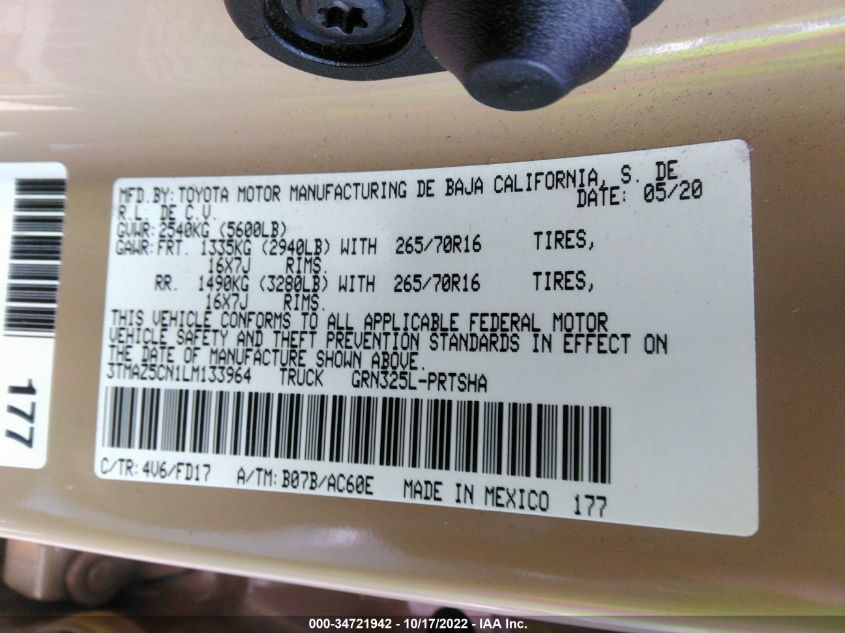 MFD.BY: TOYOTA MOTOR MANUFACTURING DE BAJA CALIFORNIA, S. DE
R.L. DE C.V. DATE: 05/20
GVWR: 2540KG (5600LB)
GAWR: FRT. 1335KG (2940LB) WITH 265/70R16 TIRES,
16X7J RIMS.
RR. 1490KG (3280LB) WITH 265/70R16 TIRES,
16X7J RIMS.
THIS VEHICLE CONFORMS TO ALL APPLICABLE FEDERAL MOTOR
VEHICLE SAFETY AND THEFT PREVENTION STANDARDS IN EFFECT ON
THE DATE OF MANUFACTURE SHOWN ABOVE.
3TMAZ5CN1LM133964 TRUCK GRN325L-PRTSHA
C/TR: 4V6/FD17 A/TM: B07B/AC60E MADE IN MEXICO 177
177
000-34721942 - 10/17/2022 - IAA Inc.